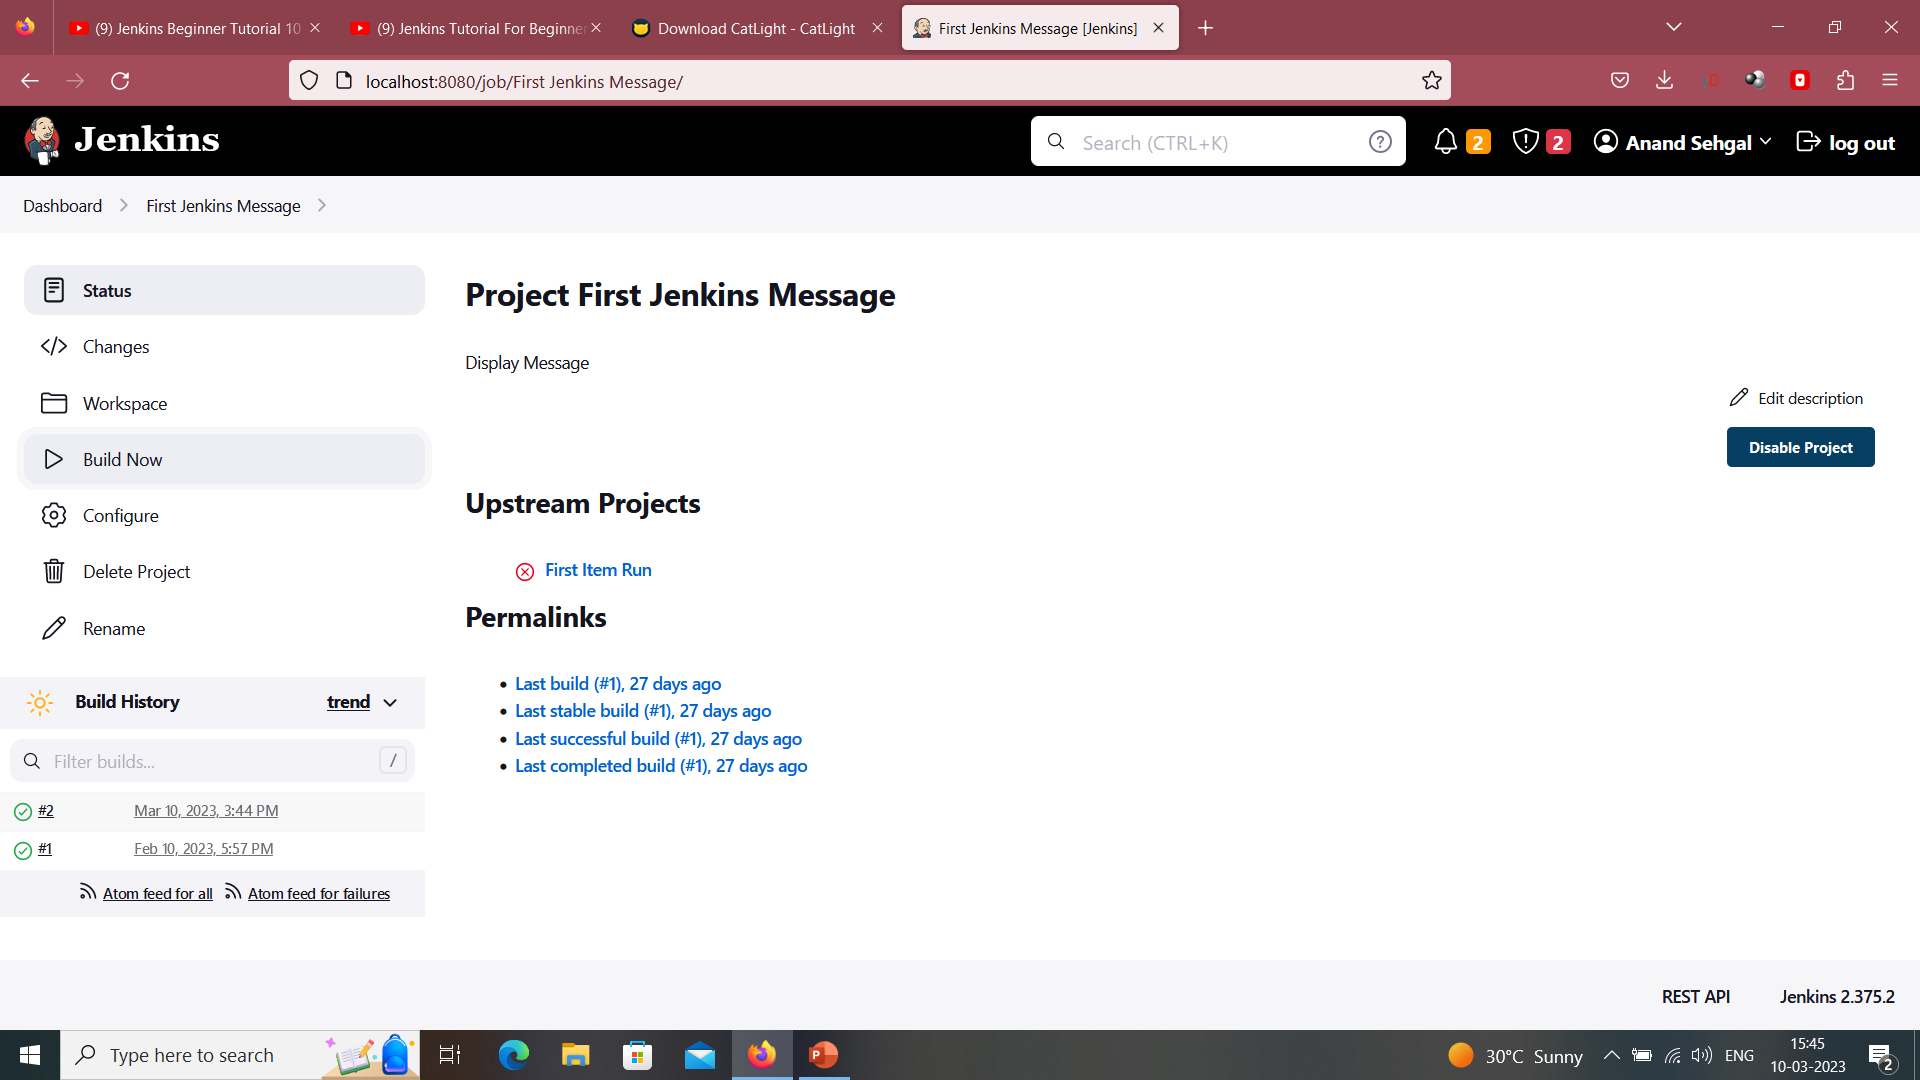 (9) Jenkins Beginner Tutorial 10
(9) Jenkins Tutorial For Beginner
Download CatLight - CatLight
First Jenkins Message [Jenkins]
localhost:8080/job/First Jenkins Message/
Jenkins
Search (CTRL+K)
2
2
Anand Sehgal
log out
Dashboard
First Jenkins Message
Status
Changes
Workspace
Build Now
Configure
Delete Project
Rename
Build History
trend
Filter builds...
/
#2
Mar 10, 2023, 3:44 PM
#1
Feb 10, 2023, 5:57 PM
Atom feed for all
Atom feed for failures
Project First Jenkins Message
Display Message
Edit description
Disable Project
Upstream Projects
First Item Run
Permalinks
Last build (#1), 27 days ago
Last stable build (#1), 27 days ago
Last successful build (#1), 27 days ago
Last completed build (#1), 27 days ago
REST API
Jenkins 2.375.2
Type here to search
30°C Sunny
ENG
15:45
10-03-2023
2